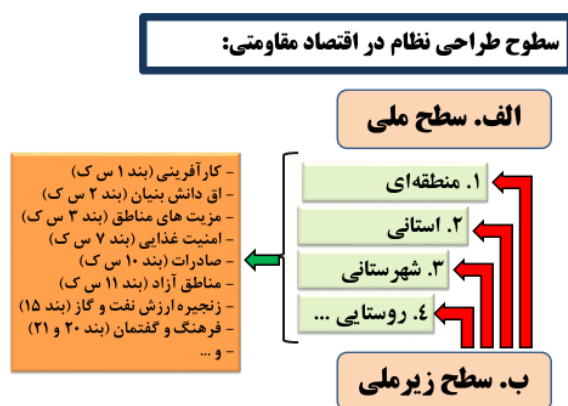 سطوح طراحی نظام در اقتصاد مقاومتی:
الف. سطح ملی
۱. منطقه‌ای
۲. استانی
۳. شهرستانی
۴. روستایی ...
ب. سطح زیرملی
- کارآفرینی (بند ۱ س ک)
- اق دانش بنیان (بند ۲ س ک)
- مزیت های مناطق (بند ۳ س ک)
- امنیت غذایی (بند ۷ س ک)
- صادرات (بند ۱۰ س ک)
- مناطق آزاد (بند ۱۱ س ک)
- زنجیره ارزش نفت و گاز (بند ۱۵)
- فرهنگ و گفتمان (بند ۲۰ و ۲۱)
- و ...